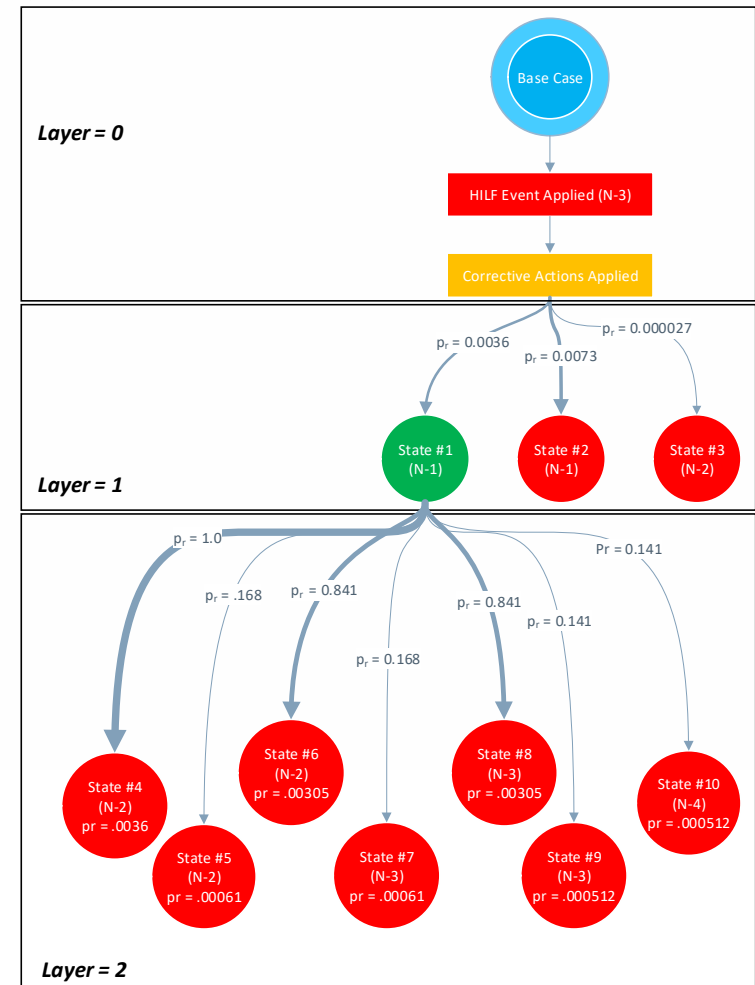 Base Case
Layer = 0
HILF Event Applied (N-3)
Corrective Actions Applied
pᵣ = 0.0036
pᵣ = 0.0073
pᵣ = 0.000027
State #1
(N-1)
State #2
(N-1)
State #3
(N-2)
Layer = 1
pᵣ = 1.0
pᵣ = .168
pᵣ = 0.841
pᵣ = 0.168
pᵣ = 0.841
pᵣ = 0.141
Pr = 0.141
State #4
(N-2)
pr = .0036
State #5
(N-2)
pr = .00061
State #6
(N-2)
pr = .00305
State #7
(N-3)
pr = .00061
State #8
(N-3)
pr = .00305
State #9
(N-3)
pr = .000512
State #10
(N-4)
pr = .000512
Layer = 2